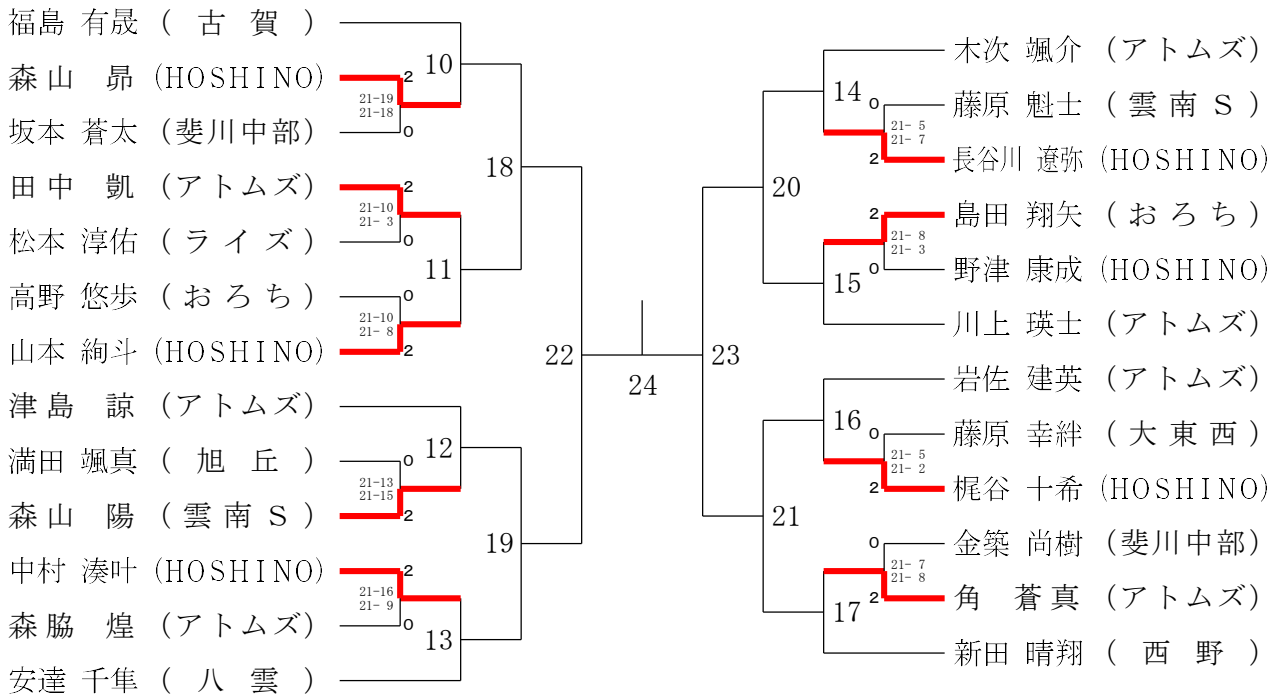 福島 有晟 ( 古 賀 )
森山 昴 (HOSHINO) 2
21-19
21-18
坂本 蒼太 (斐川中部) 0
10
田中 凱 (アトムズ) 2
21-10
21- 3
松本 淳佑 ( ライズ ) 0
18
11
高野 悠歩 ( おろち ) 0
21-10
21- 8
山本 絢斗 (HOSHINO) 2
22
津島 諒 (アトムズ)
12
満田 颯真 ( 旭 丘 ) 0
21-13
21-15
森山 陽 ( 雲南S ) 2
19
中村 湊叶 (HOSHINO) 2
21-16
21- 9
森脇 煌 (アトムズ) 0
13
安達 千隼 ( 八 雲 )
24
木次 颯介 (アトムズ)
14
0 藤原 魁士 ( 雲南S )
21- 5
21- 7
2 長谷川 遼弥 (HOSHINO)
20
2 島田 翔矢 ( おろち )
21- 8
21- 3
0 野津 康成 (HOSHINO)
15
川上 瑛士 (アトムズ)
23
岩佐 建英 (アトムズ)
16
0 藤原 幸絆 ( 大東西 )
21- 5
21- 2
2 梶谷 十希 (HOSHINO)
21
0 金築 尚樹 (斐川中部)
21- 7
21- 8
2 角 蒼真 (アトムズ)
17
新田 晴翔 ( 西 野 )